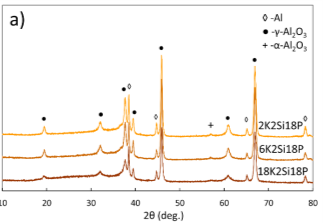 a)
◊ -Al
● -γ-Al₂O₃
+ -α-Al₂O₃
2K2Si18P
6K2Si18P
18K2Si18P
10 20 30 40 50 60 70 80
2θ (deg.)